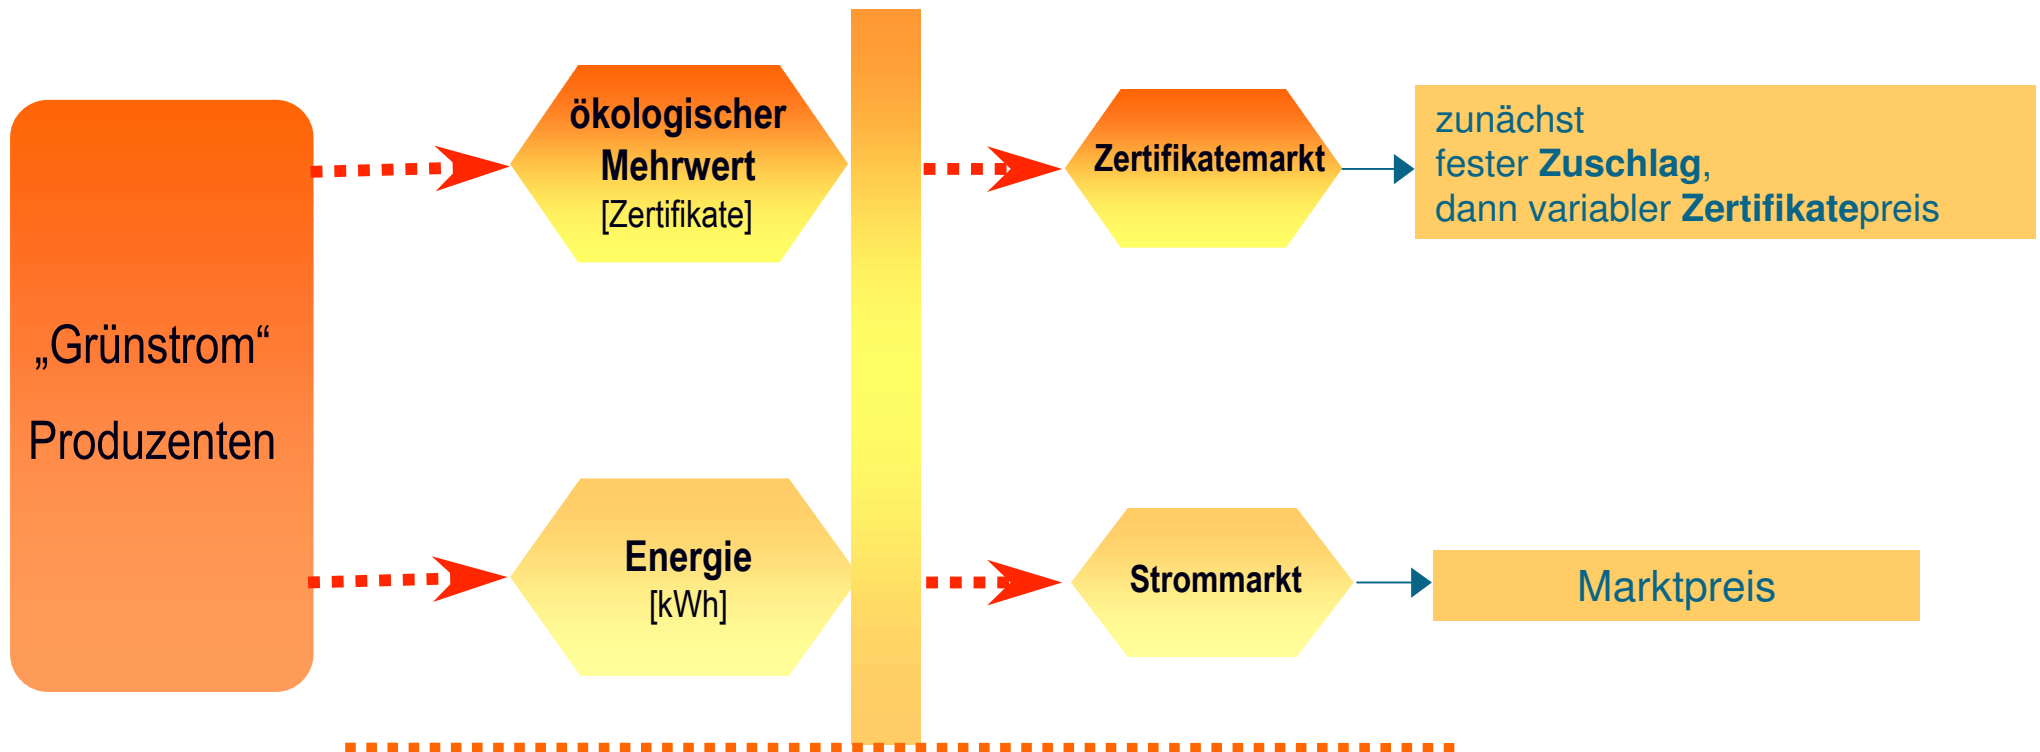 „Grünstrom“
Produzenten
ökologischer
Mehrwert
[Zertifikate]
Zertifikatemarkt
zunächst
fester Zuschlag,
dann variabler Zertifikatepreis
Energie
[kWh]
Strommarkt
Marktpreis